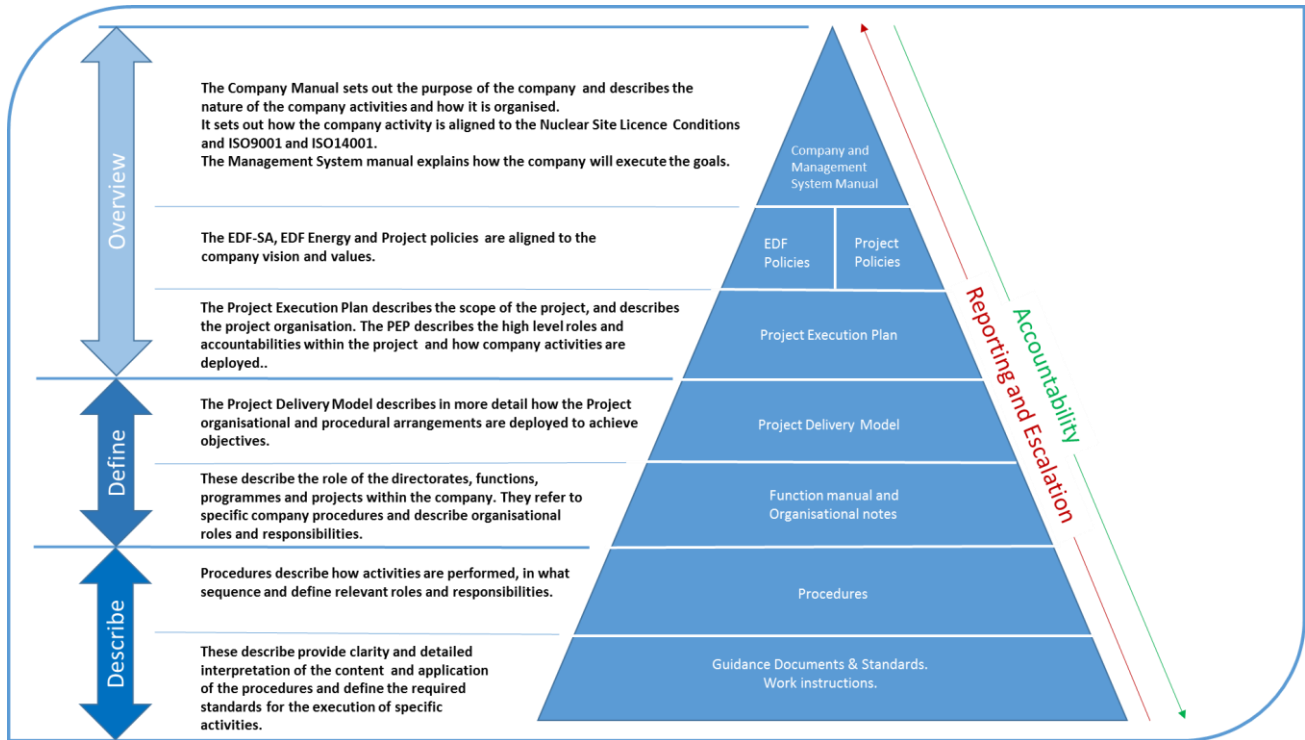 Overview
The Company Manual sets out the purpose of the company and describes the
nature of the company activities and how it is organised.
It sets out how the company activity is aligned to the Nuclear Site Licence Conditions
and ISO9001 and ISO14001.
The Management System manual explains how the company will execute the goals.
Company and
Management
System Manual
The EDF-SA, EDF Energy and Project policies are aligned to the
company vision and values.
EDF
Policies
Project
Policies
The Project Execution Plan describes the scope of the project, and describes
the project organisation. The PEP describes the high level roles and
accountabilities within the project and how company activities are
deployed..
Project Execution Plan
Define
The Project Delivery Model describes in more detail how the Project
organisational and procedural arrangements are deployed to achieve
objectives.
Project Delivery Model
These describe the role of the directorates, functions,
programmes and projects within the company. They refer to
specific company procedures and describe organisational
roles and responsibilities.
Function manual and
Organisational notes
Describe
Procedures describe how activities are performed, in what
sequence and define relevant roles and responsibilities.
Procedures
These describe provide clarity and detailed
interpretation of the content and application
of the procedures and define the required
standards for the execution of specific
activities.
Guidance Documents & Standards.
Work instructions.
Reporting and Escalation
Accountability